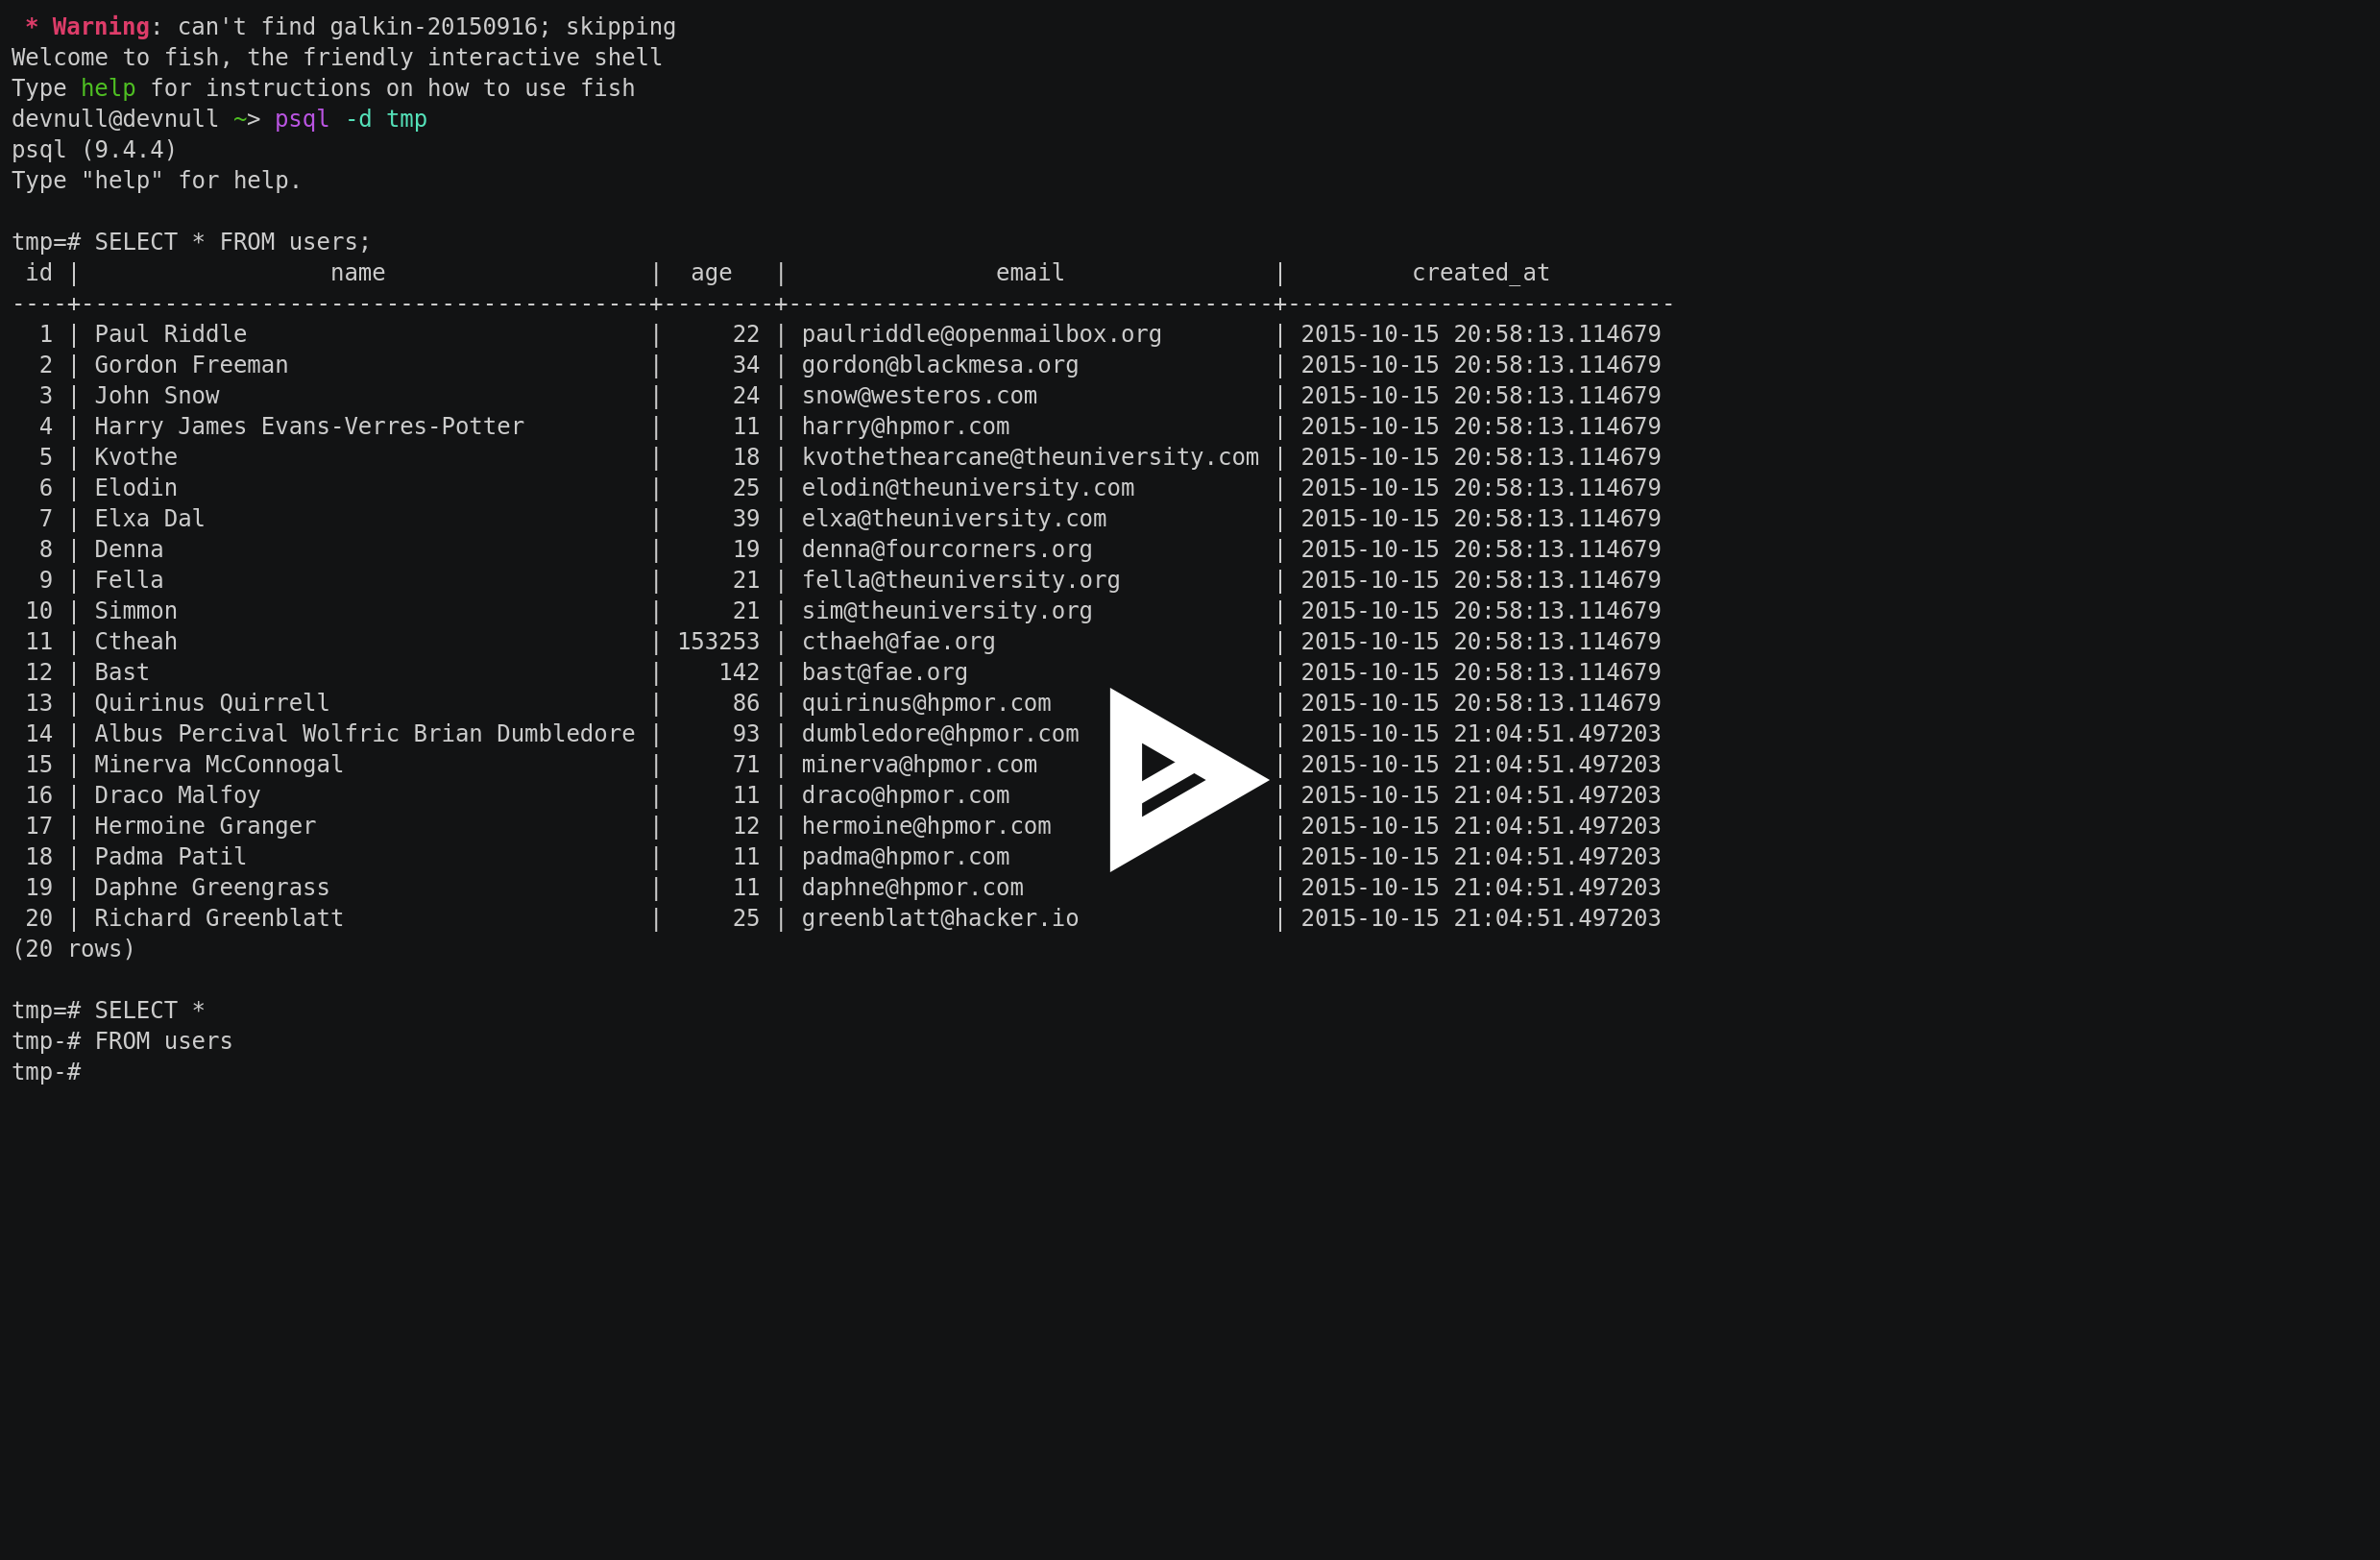 * Warning: can't find galkin-20150916; skipping
Welcome to fish, the friendly interactive shell
Type help for instructions on how to use fish
devnull@devnull ~> psql -d tmp
psql (9.4.4)
Type "help" for help.
tmp=# SELECT * FROM users;
 id |                  name                   |  age   |               email               |         created_at
----+-----------------------------------------+--------+-----------------------------------+----------------------------
  1 | Paul Riddle                             |     22 | paulriddle@openmailbox.org        | 2015-10-15 20:58:13.114679
  2 | Gordon Freeman                          |     34 | gordon@blackmesa.org              | 2015-10-15 20:58:13.114679
  3 | John Snow                               |     24 | snow@westeros.com                 | 2015-10-15 20:58:13.114679
  4 | Harry James Evans-Verres-Potter         |     11 | harry@hpmor.com                   | 2015-10-15 20:58:13.114679
  5 | Kvothe                                  |     18 | kvothethearcane@theuniversity.com | 2015-10-15 20:58:13.114679
  6 | Elodin                                  |     25 | elodin@theuniversity.com          | 2015-10-15 20:58:13.114679
  7 | Elxa Dal                                |     39 | elxa@theuniversity.com            | 2015-10-15 20:58:13.114679
  8 | Denna                                   |     19 | denna@fourcorners.org             | 2015-10-15 20:58:13.114679
  9 | Fella                                   |     21 | fella@theuniversity.org           | 2015-10-15 20:58:13.114679
 10 | Simmon                                  |     21 | sim@theuniversity.org             | 2015-10-15 20:58:13.114679
 11 | Ctheah                                  | 153253 | cthaeh@fae.org                    | 2015-10-15 20:58:13.114679
 12 | Bast                                    |    142 | bast@fae.org                      | 2015-10-15 20:58:13.114679
 13 | Quirinus Quirrell                       |     86 | quirinus@hpmor.com                | 2015-10-15 20:58:13.114679
 14 | Albus Percival Wolfric Brian Dumbledore |     93 | dumbledore@hpmor.com              | 2015-10-15 21:04:51.497203
 15 | Minerva McConnogal                      |     71 | minerva@hpmor.com                 | 2015-10-15 21:04:51.497203
 16 | Draco Malfoy                            |     11 | draco@hpmor.com                   | 2015-10-15 21:04:51.497203
 17 | Hermoine Granger                        |     12 | hermoine@hpmor.com                | 2015-10-15 21:04:51.497203
 18 | Padma Patil                             |     11 | padma@hpmor.com                   | 2015-10-15 21:04:51.497203
 19 | Daphne Greengrass                       |     11 | daphne@hpmor.com                  | 2015-10-15 21:04:51.497203
 20 | Richard Greenblatt                      |     25 | greenblatt@hacker.io              | 2015-10-15 21:04:51.497203
(20 rows)
tmp=# SELECT *
tmp-# FROM users
tmp-#